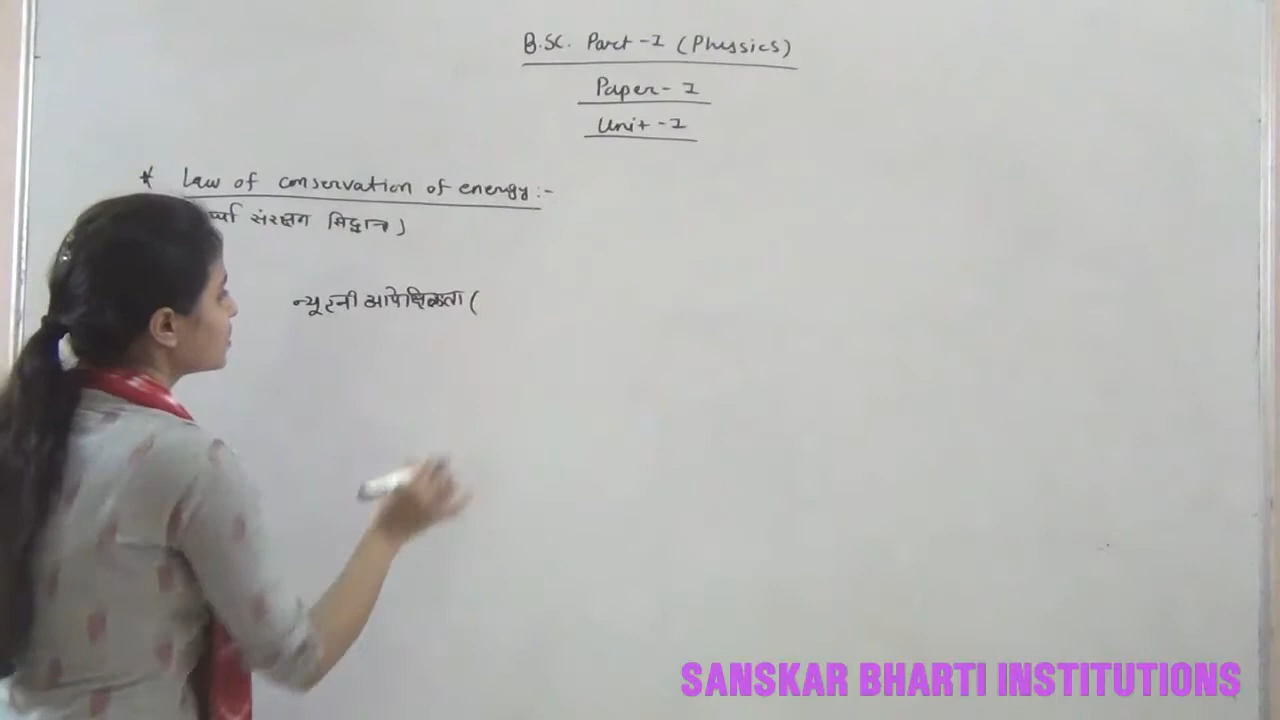 B.SC. Part -I (Physics)
Paper- I
Unit -I
* Law of conservation of energy:-
संरक्षण सिद्धान्त)
न्यूटनी आपेक्षिकता (
SANSKAR BHARTI INSTITUTIONS